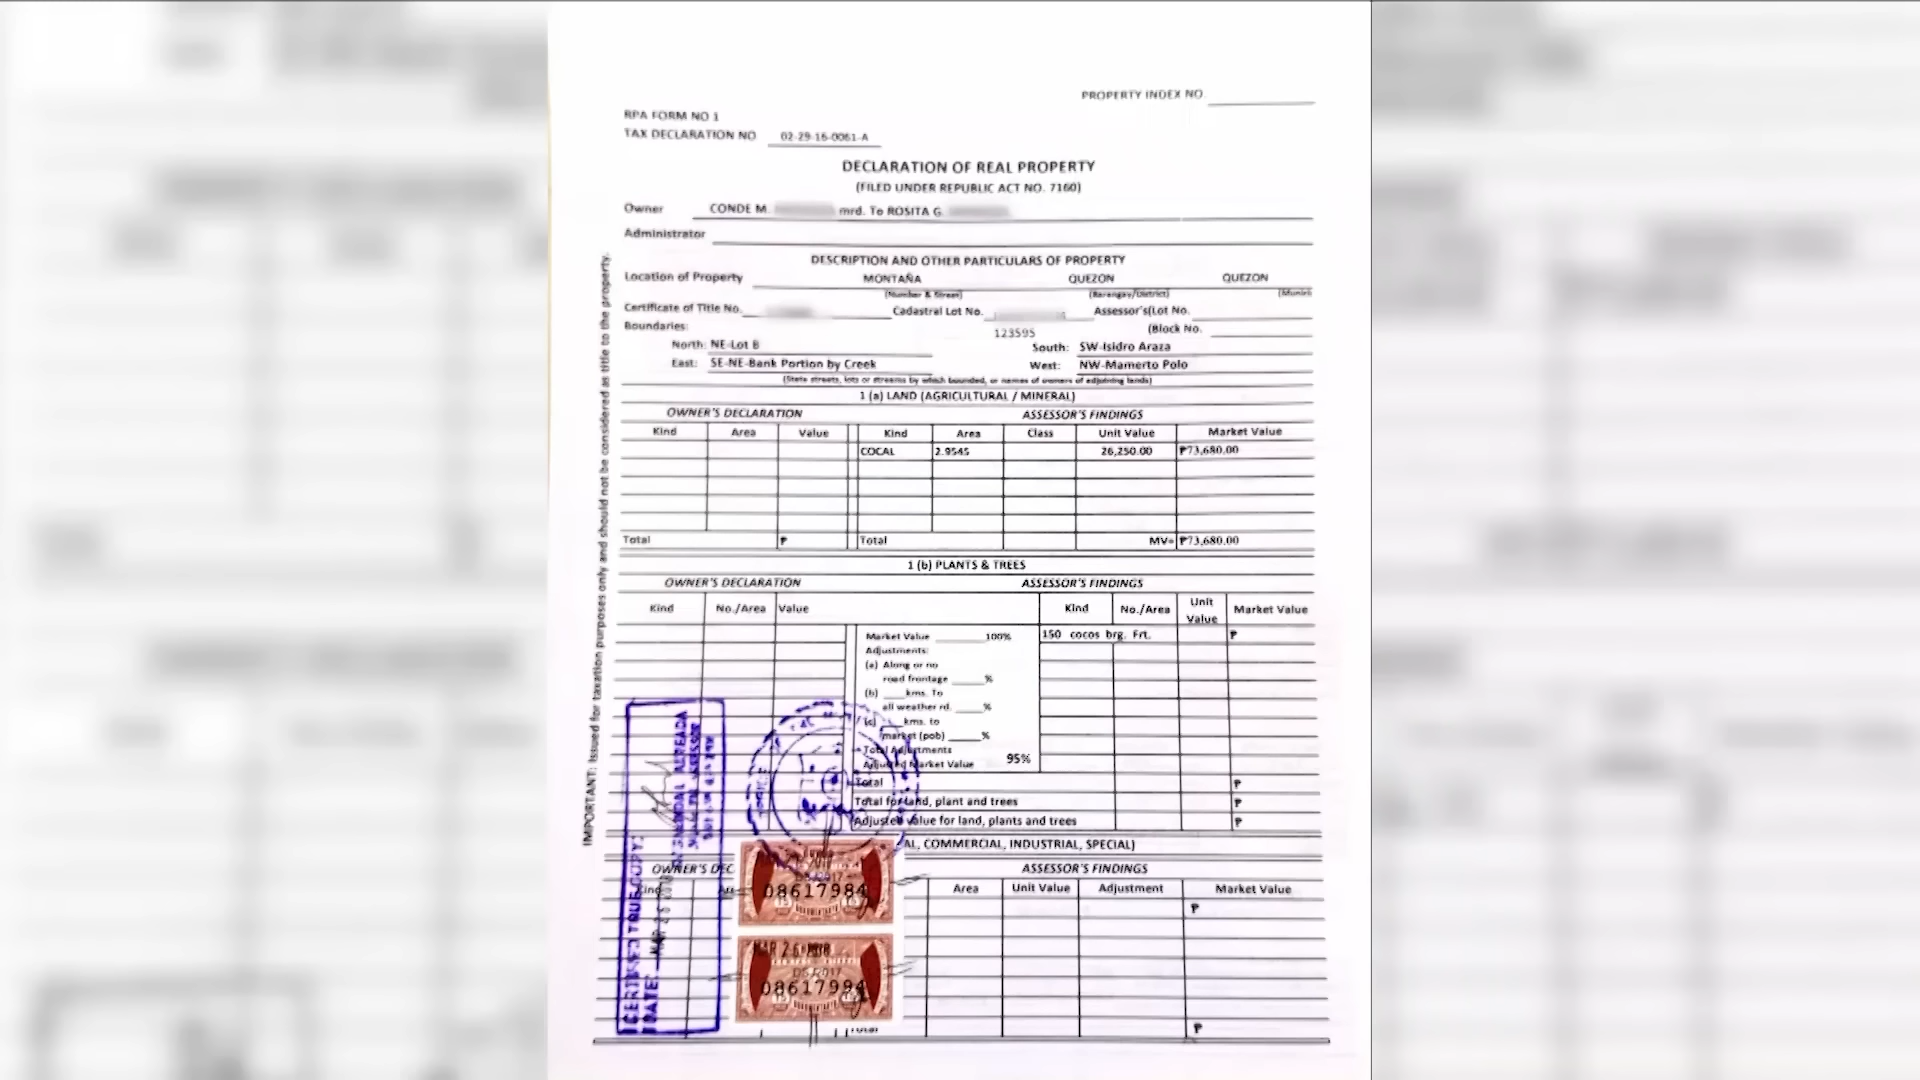 PROPERTY INDEX NO
RPA FORM NO 1
TAX DECLARATION NO 02-29-16-0061-A
DECLARATION OF REAL PROPERTY
(FILED UNDER REPUBLIC ACT NO. 7160)
Owner CONDE M. mrd. To ROSITA G.
Administrator
DESCRIPTION AND OTHER PARTICULARS OF PROPERTY
Location of Property MONTAÑA QUEZON QUEZON
(Number & Street) (Barangay/District) (Munici
Certificate of Title No. Cadastral Lot No. Assessor's(Lot No.
Boundaries: 123595 (Block No.
North: NE-Lot B South: SW-Isidro Araza
East: SE-NE-Bank Portion by Creek West: NW-Mamerto Polo
(State streets, lots or streams by which bounded, or names of owners of adjoining lands)
1 (a) LAND (AGRICULTURAL / MINERAL)
OWNER'S DECLARATION ASSESSOR'S FINDINGS
Kind Area Value Kind Area Class Unit Value Market Value
COCAL 2.9545 26,250.00 ₱73,680.00
Total ₱ Total MV= ₱73,680.00
1 (b) PLANTS & TREES
OWNER'S DECLARATION ASSESSOR'S FINDINGS
Kind No./Area Value Kind No./Area Unit Value Market Value
Market Value 100% 150 cocos brg. Frt. ₱
Adjustments:
(a) Along or no
road frontage %
(b) kms. To
all weather rd. %
(c) kms. to
market (pob) %
Total Adjustments
Adjusted Market Value 95%
Total ₱
Total for land, plant and trees ₱
Adjusted value for land, plants and trees ₱
AL, COMMERCIAL, INDUSTRIAL, SPECIAL)
OWNER'S DEC ASSESSOR'S FINDINGS
Kind Area Unit Value Adjustment Market Value
₱
₱
Total
IMPORTANT: Issued for taxation purposes only and should not be considered as title to the property.
CERTIFIED TRUE COPY:
DATE:
08617984
MAR 26
DS 2017
08617994